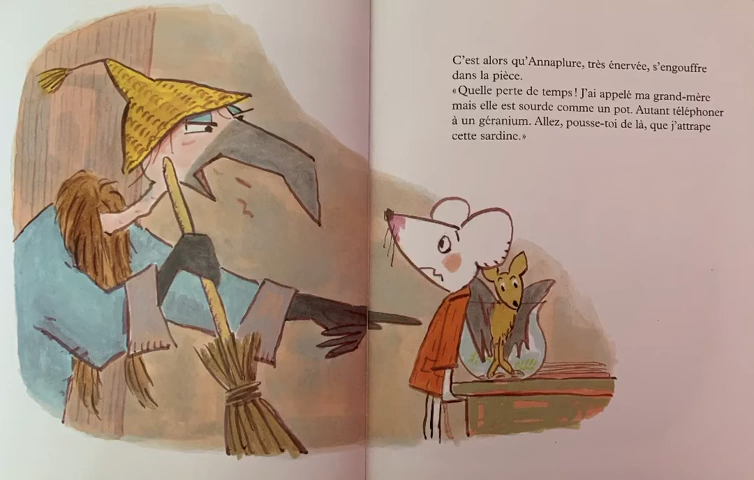 C'est alors qu'Annaplure, très énervée, s'engouffre
dans la pièce.
«Quelle perte de temps! J'ai appelé ma grand-mère
mais elle est sourde comme un pot. Autant téléphoner
à un géranium. Allez, pousse-toi de là, que j'attrape
cette sardine.»